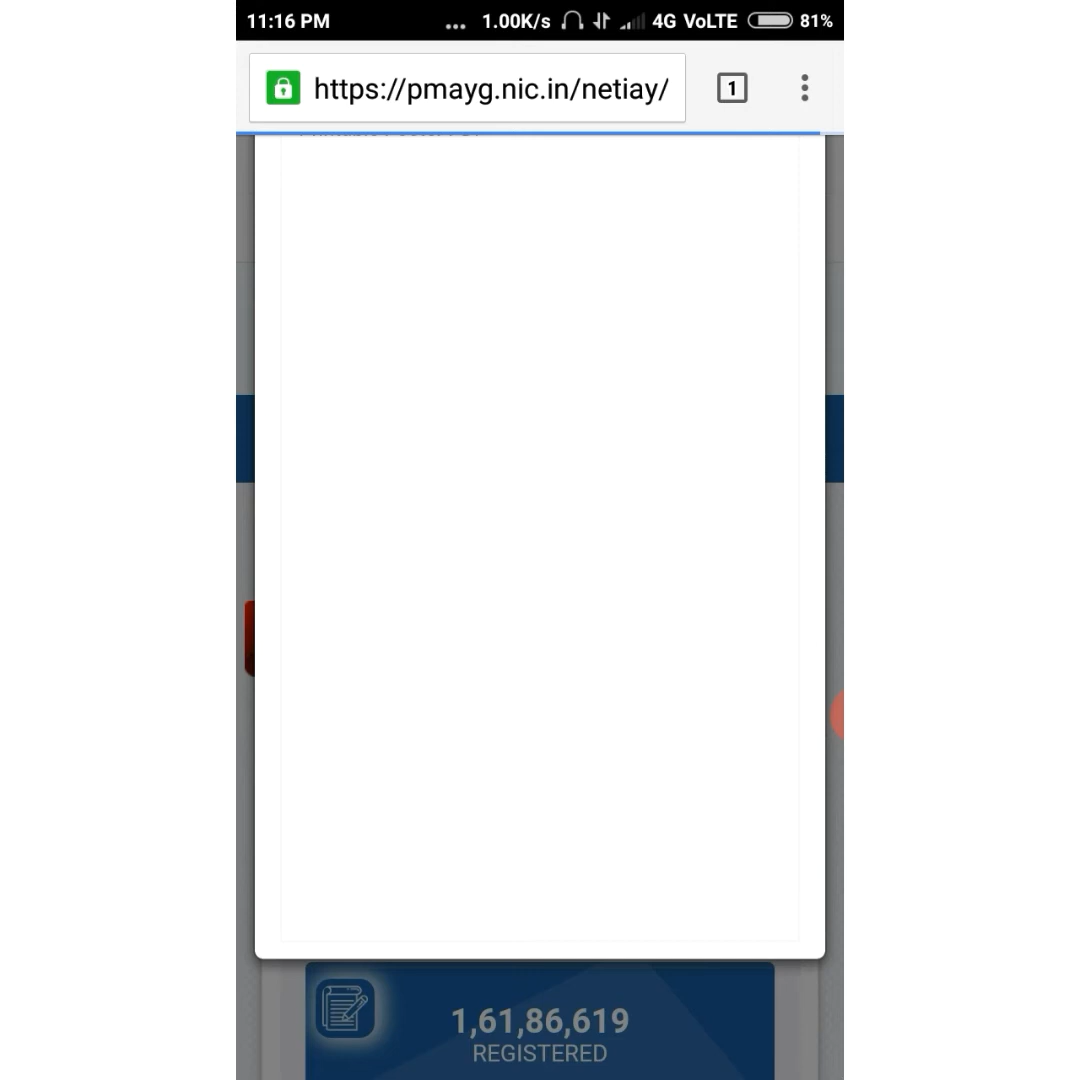 11:16 PM ... 1.00K/s 4G VoLTE 81%
https://pmayg.nic.in/netiay/ 1
1,61,86,619
REGISTERED